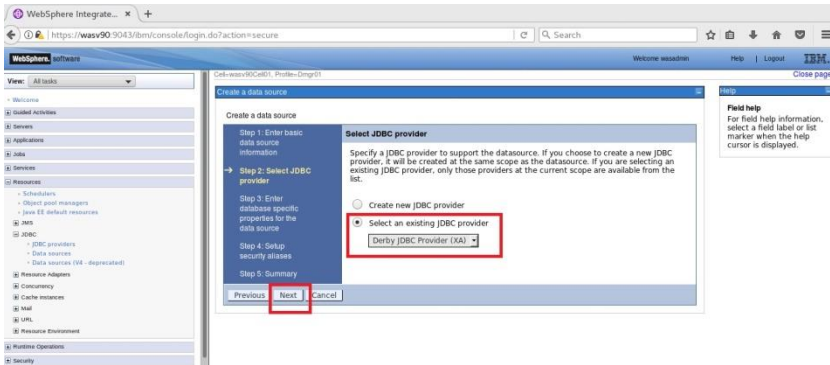 WebSphere Integrate...
https://wasv90:9043/ibm/console/login.do?action=secure
Search
WebSphere. software
Welcome wasadmin
Help | Logout
IBM.
View: All tasks
Cell=wasv90Cell01, Profile=Dmgr01
Close page
Welcome
Guided Activities
Servers
Applications
Jobs
Services
Resources
Schedulers
Object pool managers
Java EE default resources
JMS
JDBC
JDBC providers
Data sources
Data sources (V4 - deprecated)
Resource Adapters
Concurrency
Cache instances
Mail
URL
Resource Environment
Runtime Operations
Security
Create a data source
Create a data source
Step 1: Enter basic
data source
information
Step 2: Select JDBC
provider
Step 3: Enter
database specific
properties for the
data source
Step 4: Setup
security aliases
Step 5: Summary
Select JDBC provider
Specify a JDBC provider to support the datasource. If you choose to create a new JDBC
provider, it will be created at the same scope as the datasource. If you are selecting an
existing JDBC provider, only those providers at the current scope are available from the
list.
Create new JDBC provider
Select an existing JDBC provider
Derby JDBC Provider (XA)
Previous
Next
Cancel
Help
Field help
For field help information,
select a field label or list
marker when the help
cursor is displayed.